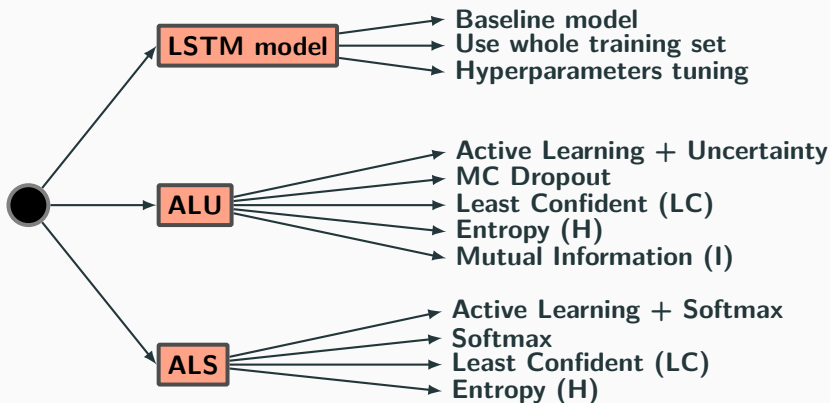 LSTM model
Baseline model
Use whole training set
Hyperparameters tuning
ALU
Active Learning + Uncertainty
MC Dropout
Least Confident (LC)
Entropy (H)
Mutual Information (I)
ALS
Active Learning + Softmax
Softmax
Least Confident (LC)
Entropy (H)